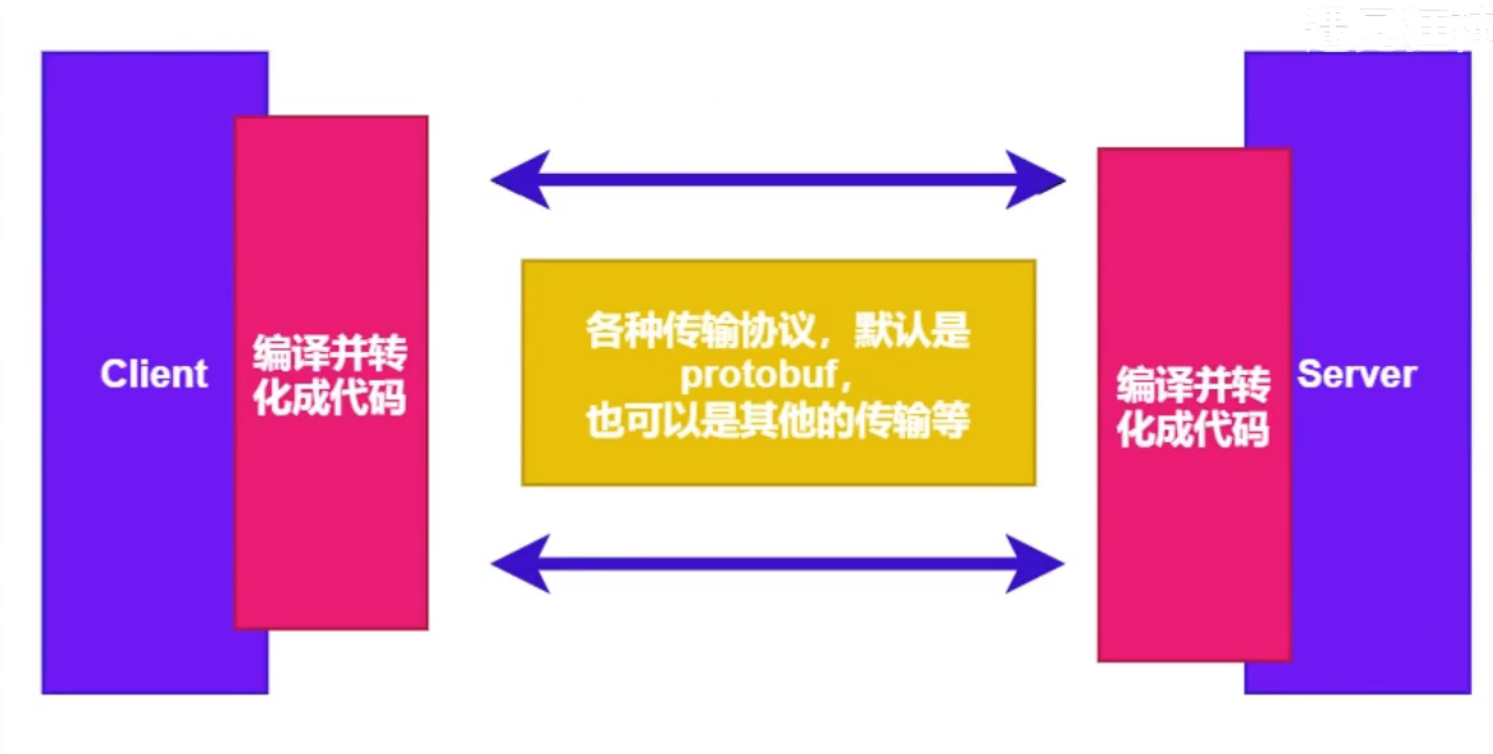 Client
编译并转
化成代码
各种传输协议，默认是
protobuf，
也可以是其他的传输等
编译并转
化成代码
Server